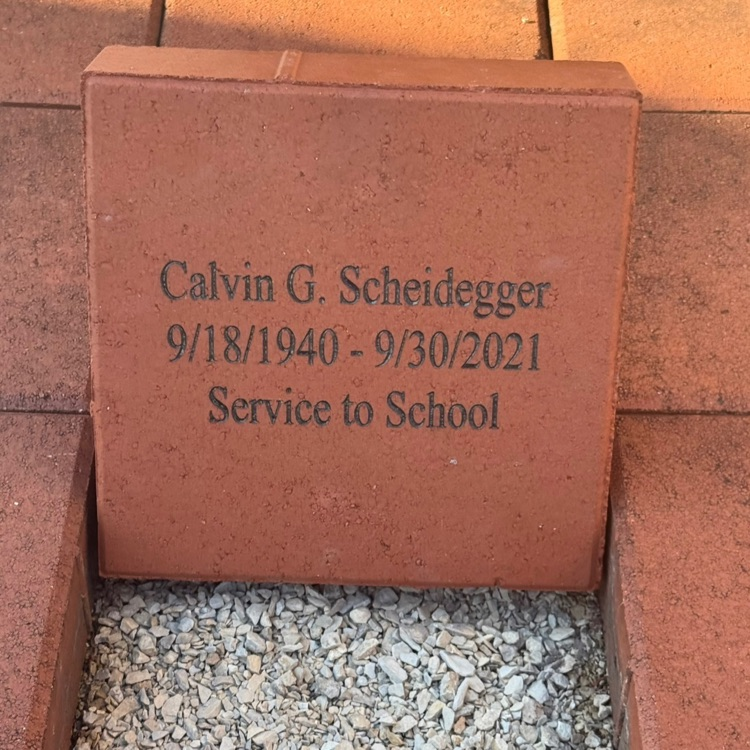 Calvin G. Scheidegger
9/18/1940 - 9/30/2021
Service to School